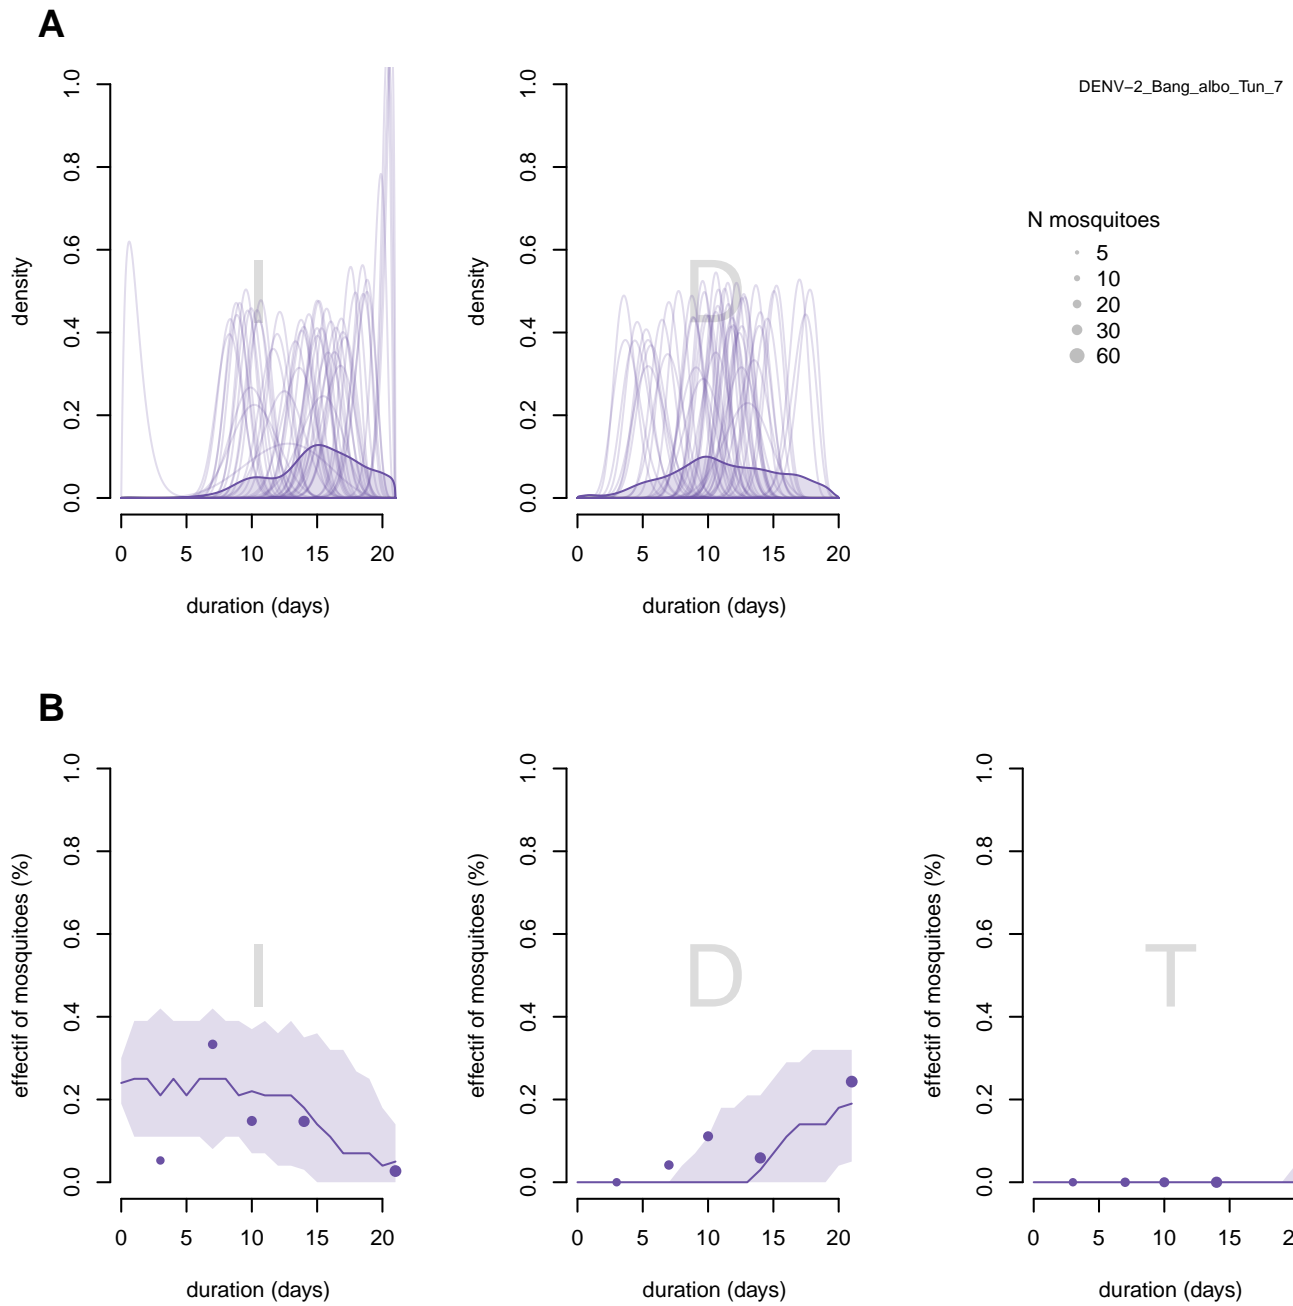 A
1.0
0.8
0.6
0.4
0.2
0.0
density
I
0 5 10 15 20
duration (days)
1.0
0.8
0.6
0.4
0.2
0.0
density
D
0 5 10 15 20
duration (days)
DENV−2_Bang_albo_Tun_7
N mosquitoes
5
10
20
30
60
B
1.0
0.8
0.6
0.4
0.2
0.0
effectif of mosquitoes (%)
I
0 5 10 15 20
duration (days)
1.0
0.8
0.6
0.4
0.2
0.0
effectif of mosquitoes (%)
D
0 5 10 15 20
duration (days)
1.0
0.8
0.6
0.4
0.2
0.0
effectif of mosquitoes (%)
T
0 5 10 15
duration (days)